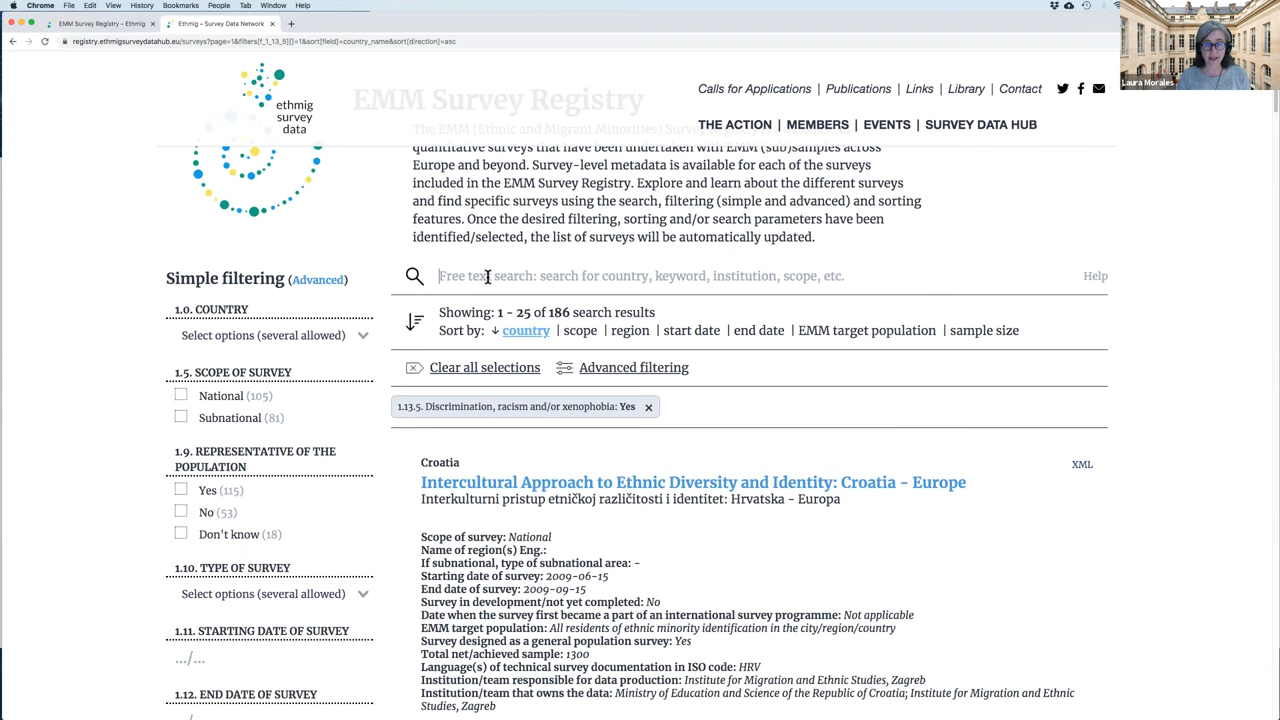 Chrome File Edit View History Bookmarks People Tab Window Help
EMM Survey Registry – Ethmig
Ethmig – Survey Data Network
registry.ethmigsurveydatahub.eu/surveys?page=1&filters[f_1_13_5][]=1&sort[field]=country_name&sort[direction]=asc
Laura Morales
ethmig
survey
data
EMM Survey Registry
Calls for Applications | Publications | Links | Library | Contact
The EMM (Ethnic and Migrant Minorities)
THE ACTION | MEMBERS | EVENTS | SURVEY DATA HUB
quantitative surveys that have been undertaken with EMM (sub)samples across
Europe and beyond. Survey-level metadata is available for each of the surveys
included in the EMM Survey Registry. Explore and learn about the different surveys
and find specific surveys using the search, filtering (simple and advanced) and sorting
features. Once the desired filtering, sorting and/or search parameters have been
identified/selected, the list of surveys will be automatically updated.
Simple filtering (Advanced)
Free text search: search for country, keyword, institution, scope, etc.
Help
1.0. COUNTRY
Select options (several allowed)
Showing: 1 - 25 of 186 search results
Sort by: ↓ country | scope | region | start date | end date | EMM target population | sample size
1.5. SCOPE OF SURVEY
National (105)
Subnational (81)
Clear all selections
Advanced filtering
1.13.5. Discrimination, racism and/or xenophobia: Yes
1.9. REPRESENTATIVE OF THE
POPULATION
Yes (115)
No (53)
Don't know (18)
1.10. TYPE OF SURVEY
Select options (several allowed)
1.11. STARTING DATE OF SURVEY
.../...
1.12. END DATE OF SURVEY
Croatia
XML
Intercultural Approach to Ethnic Diversity and Identity: Croatia - Europe
Interkulturni pristup etničkoj različitosti i identitet: Hrvatska - Europa
Scope of survey: National
Name of region(s) Eng.:
If subnational, type of subnational area: -
Starting date of survey: 2009-06-15
End date of survey: 2009-09-15
Survey in development/not yet completed: No
Date when the survey first became a part of an international survey programme: Not applicable
EMM target population: All residents of ethnic minority identification in the city/region/country
Survey designed as a general population survey: Yes
Total net/achieved sample: 1300
Language(s) of technical survey documentation in ISO code: HRV
Institution/team responsible for data production: Institute for Migration and Ethnic Studies, Zagreb
Institution/team that owns the data: Ministry of Education and Science of the Republic of Croatia; Institute for Migration and Ethnic
Studies, Zagreb